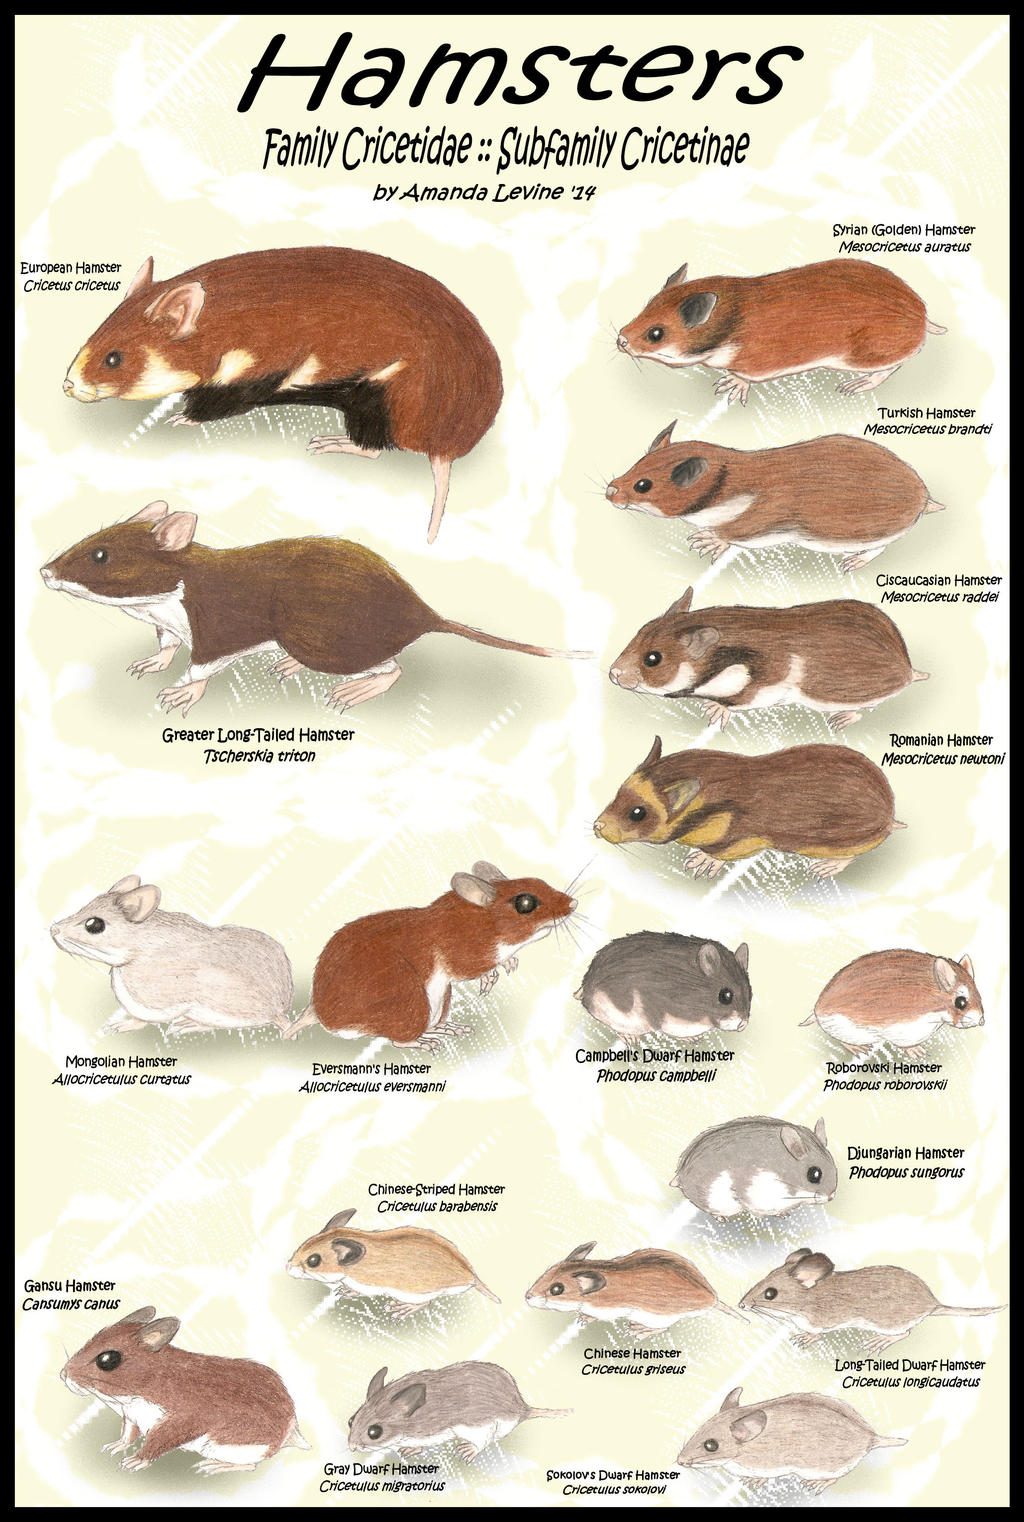 Hamsters
Family Cricetidae :: Subfamily Cricetinae
by Amanda Levine '14
European Hamster
Cricetus cricetus
Syrian (Golden) Hamster
Mesocricetus auratus
Turkish Hamster
Mesocricetus brandti
Ciscaucasian Hamster
Mesocricetus raddei
Greater Long-Tailed Hamster
Tscherskia triton
Romanian Hamster
Mesocricetus newtoni
Mongolian Hamster
Allocricetulus curtatus
Eversmann's Hamster
Allocricetulus eversmanni
Campbell's Dwarf Hamster
Phodopus campbelli
Roborovski Hamster
Phodopus roborovskii
Djungarian Hamster
Phodopus sungorus
Chinese-Striped Hamster
Cricetulus barabensis
Gansu Hamster
Cansumys canus
Chinese Hamster
Cricetulus griseus
Long-Tailed Dwarf Hamster
Cricetulus longicaudatus
Gray Dwarf Hamster
Cricetulus migratorius
Sokolov's Dwarf Hamster
Cricetulus sokolovi